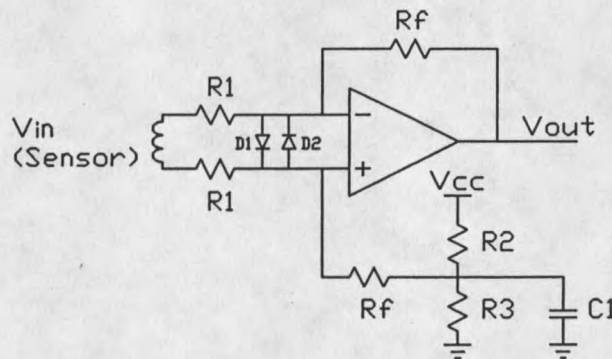 Rf
R1
Vin
(Sensor)
D1
D2
−
+
Vout
R1
Vcc
R2
Rf
R3
C1